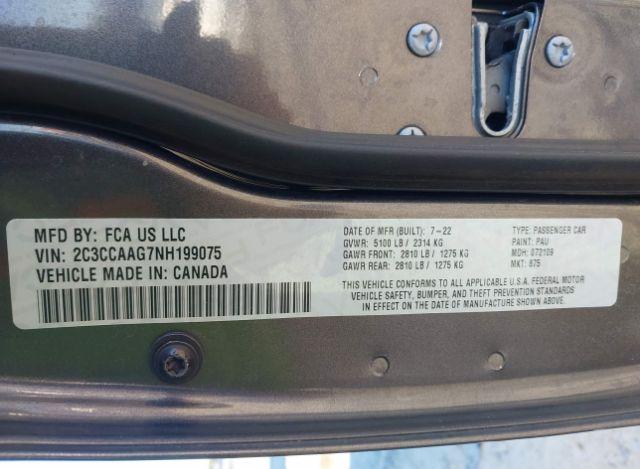 MFD BY: FCA US LLC
VIN: 2C3CCAAG7NH199075
VEHICLE MADE IN: CANADA
DATE OF MFR (BUILT): 7-22
GVWR: 5100 LB / 2314 KG
GAWR FRONT: 2810 LB / 1275 KG
GAWR REAR: 2810 LB / 1275 KG
TYPE: PASSENGER CAR
PAINT: PAU
MDH: 072109
MKT: 875
THIS VEHICLE CONFORMS TO ALL APPLICABLE U.S.A. FEDERAL MOTOR
VEHICLE SAFETY, BUMPER, AND THEFT PREVENTION STANDARDS
IN EFFECT ON THE DATE OF MANUFACTURE SHOWN ABOVE.